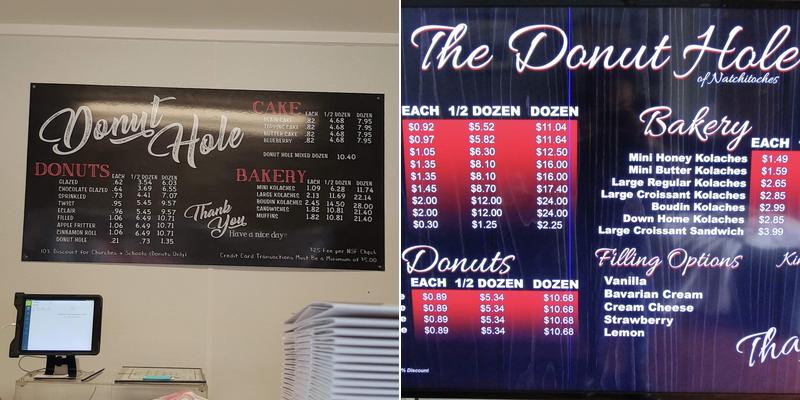 Donut Hole
CAKE EACH 1/2 DOZEN DOZEN
PLAIN CAKE .82 4.68 7.95
TOPPING CAKE .82 4.68 7.95
BUTTER CAKE .82 4.68 7.95
BLUEBERRY .82 4.68 7.95
DONUT HOLE MIXED DOZEN 10.40
DONUTS EACH 1/2 DOZEN DOZEN
GLAZED .62 3.54 6.03
CHOCOLATE GLAZED .64 3.69 6.55
SPRINKLED .73 4.41 7.07
TWIST .95 5.45 9.57
ECLAIR .96 5.45 9.57
FILLED 1.06 6.49 10.71
APPLE FRITTER 1.06 6.49 10.71
CINNAMON ROLL 1.06 6.49 10.71
DONUT HOLE .21 .73 1.35
BAKERY EACH 1/2 DOZEN DOZEN
MINI KOLACHES 1.09 6.28 11.74
LARGE KOLACHES 2.13 11.69 22.14
BOUDIN KOLACHES 2.45 14.50 28.00
SANDWICHES 1.82 10.81 21.40
MUFFINS 1.82 10.81 21.40
Thank You
Have a nice day!!
10% Discount for Churches + Schools (Donuts Only)
$25 Fee per NSF Check
Credit Card Transactions Must Be a Minimum of $5.00
The Donut Hole
of Natchitoches
EACH 1/2 DOZEN DOZEN
$0.92 $5.52 $11.04
$0.97 $5.82 $11.64
$1.05 $6.30 $12.50
$1.35 $8.10 $16.00
$1.35 $8.10 $16.00
$1.45 $8.70 $17.40
$2.00 $12.00 $24.00
$2.00 $12.00 $24.00
$0.30 $1.25 $2.25
Donuts
EACH 1/2 DOZEN DOZEN
$0.89 $5.34 $10.68
$0.89 $5.34 $10.68
$0.89 $5.34 $10.68
$0.89 $5.34 $10.68
% Discount
Bakery
EACH
Mini Honey Kolaches $1.49
Mini Butter Kolaches $1.59
Large Regular Kolaches $2.65
Large Croissant Kolaches $2.85
Boudin Kolaches $2.99
Down Home Kolaches $2.85
Large Croissant Sandwich $3.99
Filling Options
Vanilla
Bavarian Cream
Cream Cheese
Strawberry
Lemon